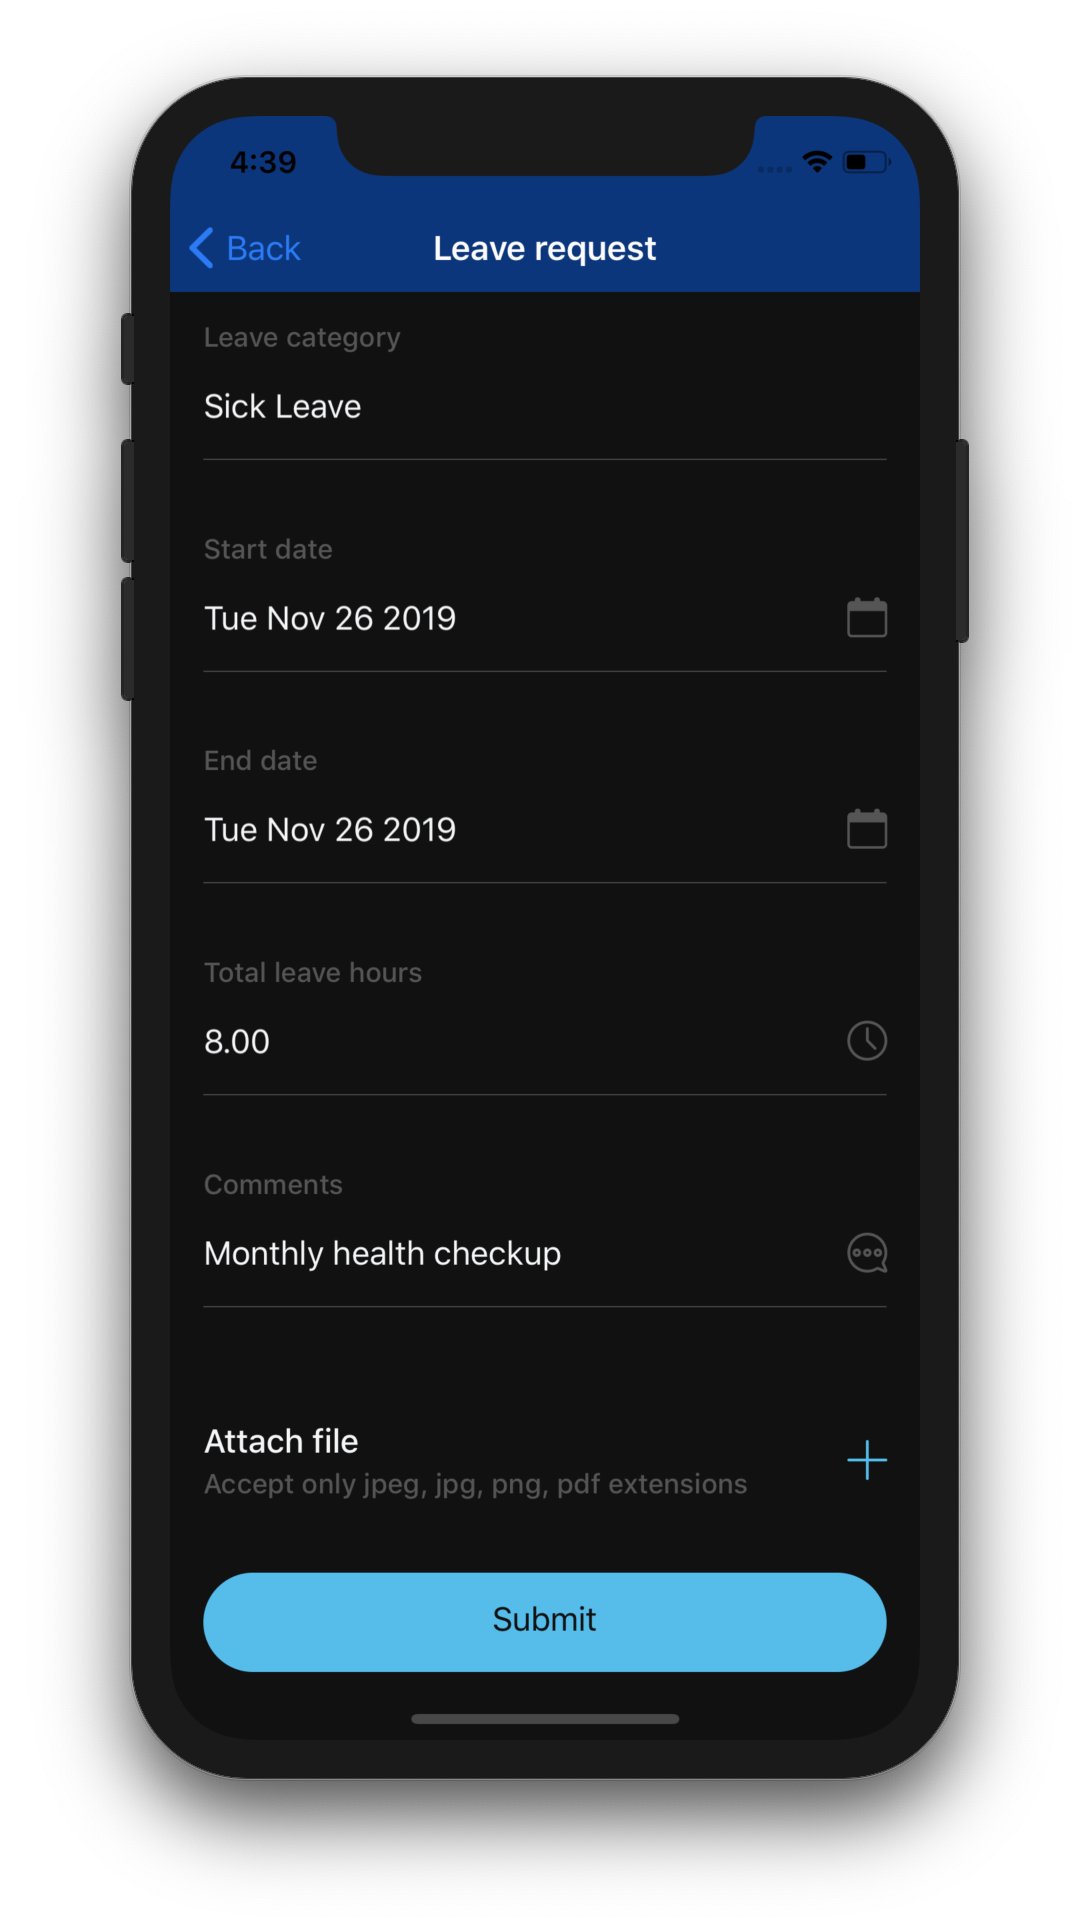 4:39
Back
Leave request
Leave category
Sick Leave
Start date
Tue Nov 26 2019
End date
Tue Nov 26 2019
Total leave hours
8.00
Comments
Monthly health checkup
Attach file
Accept only jpeg, jpg, png, pdf extensions
Submit